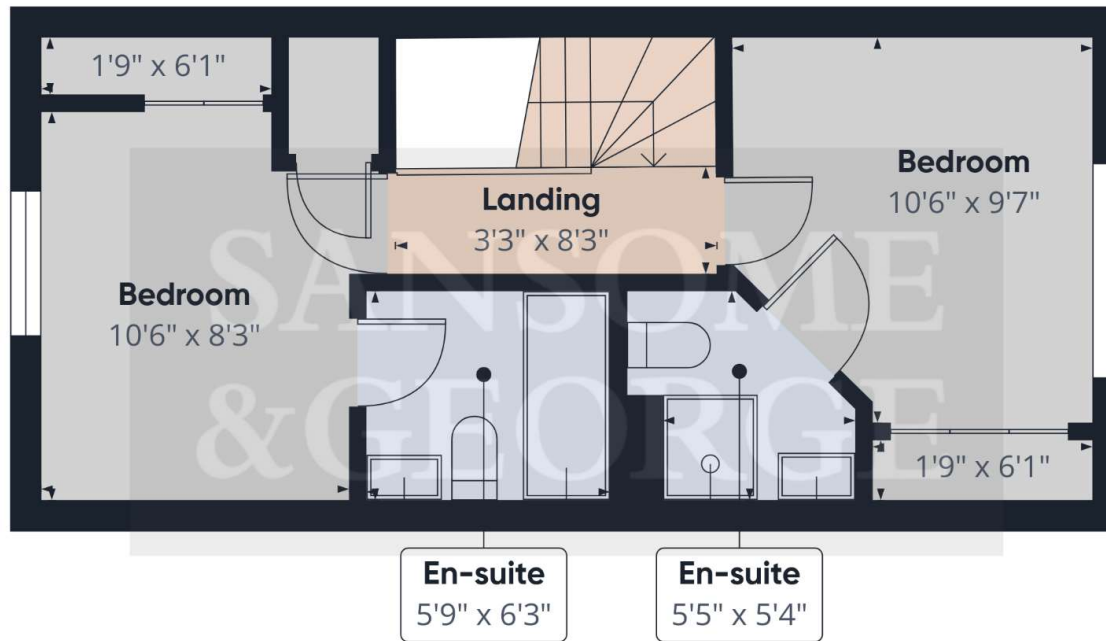 1'9" x 6'1"
Bedroom
10'6" x 9'7"
Landing
3'3" x 8'3"
SANSOME
&GEORGE
Bedroom
10'6" x 8'3"
1'9" x 6'1"
En-suite
5'9" x 6'3"
En-suite
5'5" x 5'4"